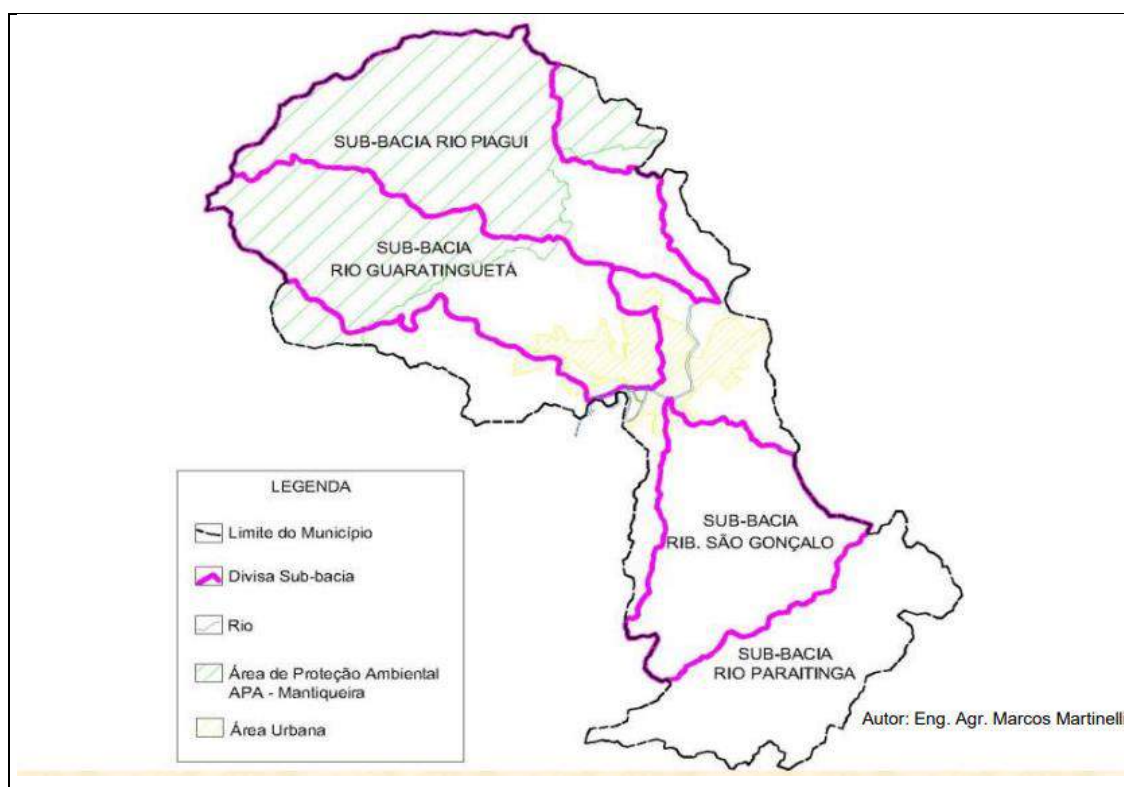 SUB-BACIA RIO PIAGUI
SUB-BACIA
RIO GUARATINGUETÁ
LEGENDA
Limite do Município
Divisa Sub-bacia
Rio
Área de Proteção Ambiental
APA - Mantiqueira
Área Urbana
SUB-BACIA
RIB. SÃO GONÇALO
SUB-BACIA
RIO PARAITINGA
Autor: Eng. Agr. Marcos Martinelli